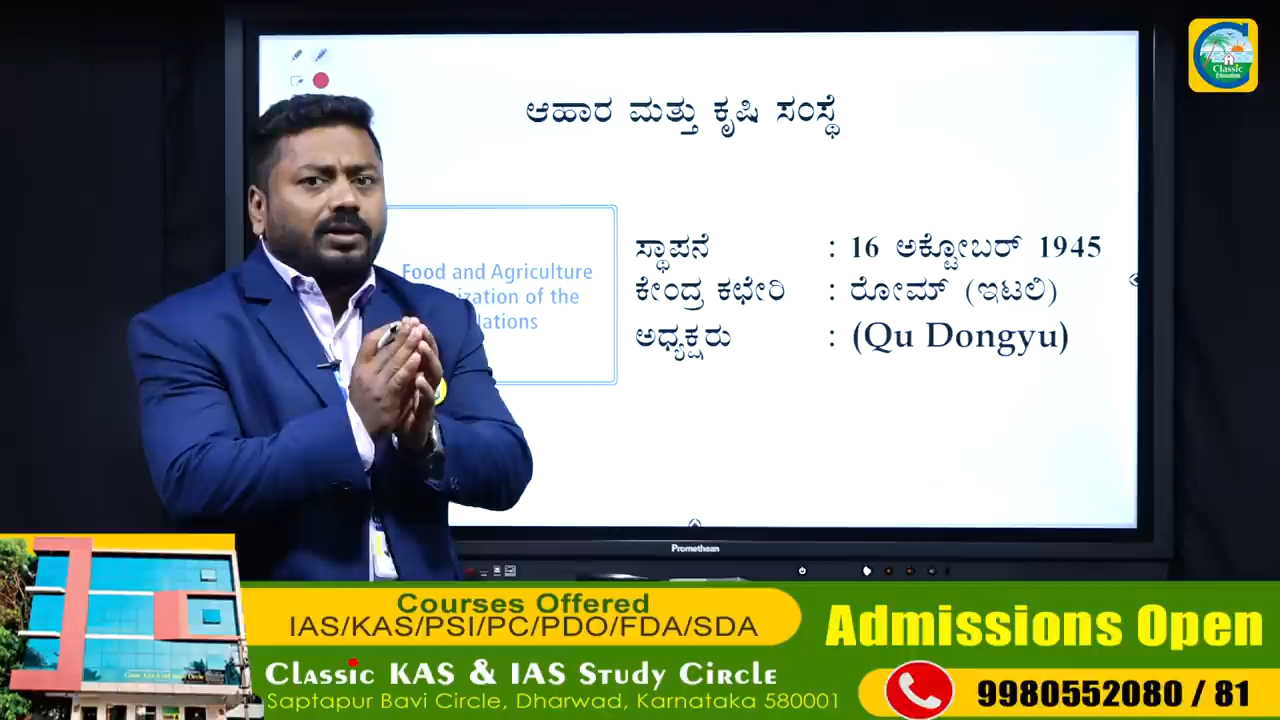 Classic
Education
ಆಹಾರ ಮತ್ತು ಕೃಷಿ ಸಂಸ್ಥೆ
Food and Agriculture
ization of the
Nations
ಸ್ಥಾಪನೆ : 16 ಅಕ್ಟೋಬರ್ 1945
ಕೇಂದ್ರ ಕಛೇರಿ : ರೋಮ್ (ಇಟಲಿ)
ಅಧ್ಯಕ್ಷರು : (Qu Dongyu)
Promethean
Courses Offered
IAS/KAS/PSI/PC/PDO/FDA/SDA
Classic KAS & IAS Study Circle
Saptapur Bavi Circle, Dharwad, Karnataka 580001
Admissions Open
9980552080 / 81